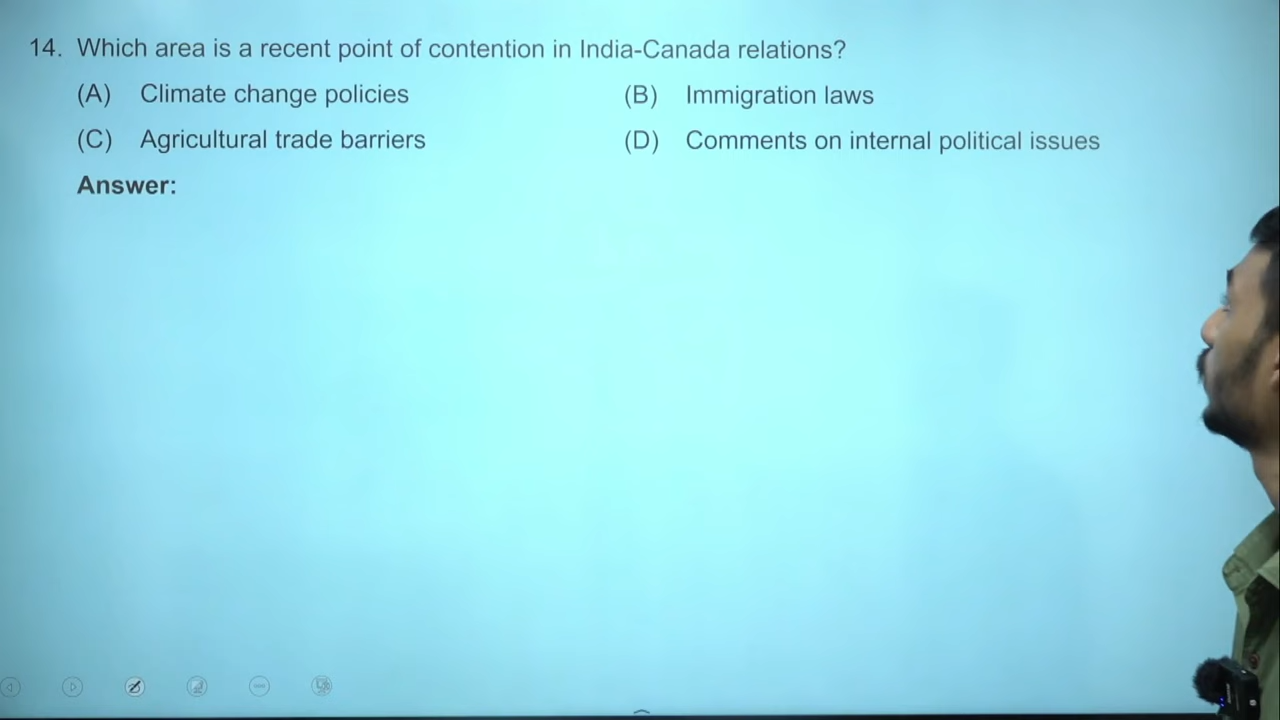 14. Which area is a recent point of contention in India-Canada relations?
(A) Climate change policies (B) Immigration laws
(C) Agricultural trade barriers (D) Comments on internal political issues
Answer: